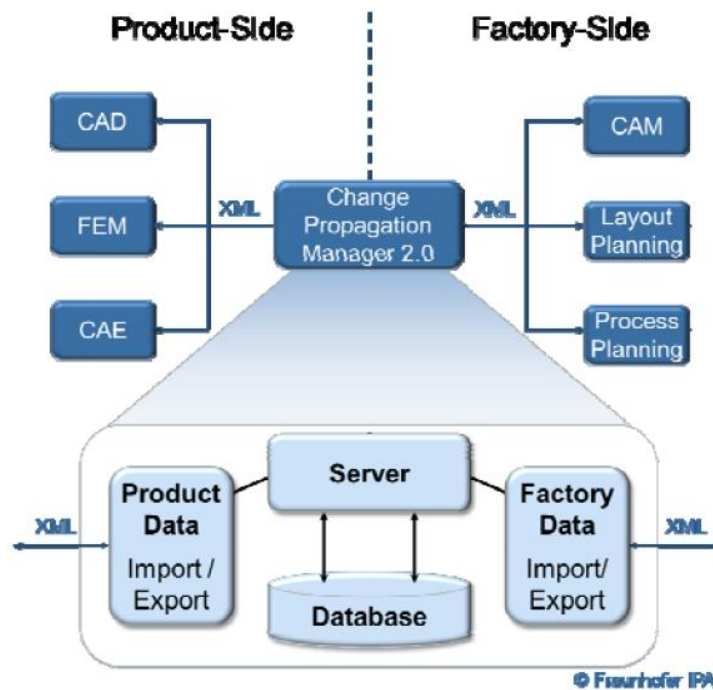 Product-Side
Factory-Side
CAD
CAM
XML
Change
Propagation
Manager 2.0
XML
FEM
Layout
Planning
CAE
Process
Planning
Server
Product
Data
Import /
Export
Factory
Data
Import/
Export
XML
XML
Database
© Fraunhofer IPA